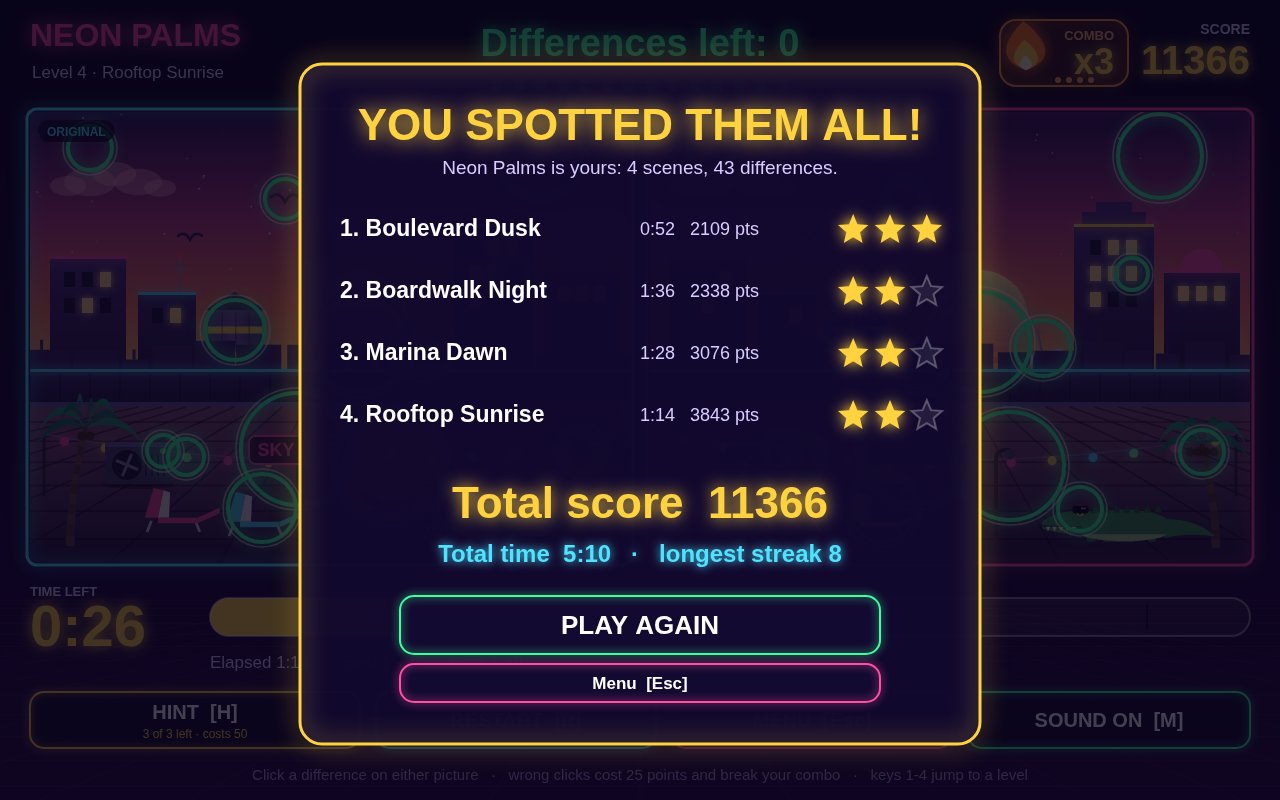 NEON PALMS
Differences left: 0
COMBO
x3
SCORE
11366
Level 4 · Rooftop Sunrise
ORIGINAL
YOU SPOTTED THEM ALL!
Neon Palms is yours: 4 scenes, 43 differences.
1. Boulevard Dusk 0:52 2109 pts
2. Boardwalk Night 1:36 2338 pts
3. Marina Dawn 1:28 3076 pts
4. Rooftop Sunrise 1:14 3843 pts
SKY
Total score 11366
Total time 5:10 · longest streak 8
PLAY AGAIN
Menu [Esc]
TIME LEFT
0:26
Elapsed 1:1
HINT [H]
3 of 3 left · costs 50
SOUND ON [M]
Click a difference on either picture · wrong clicks cost 25 points and break your combo · keys 1-4 jump to a level